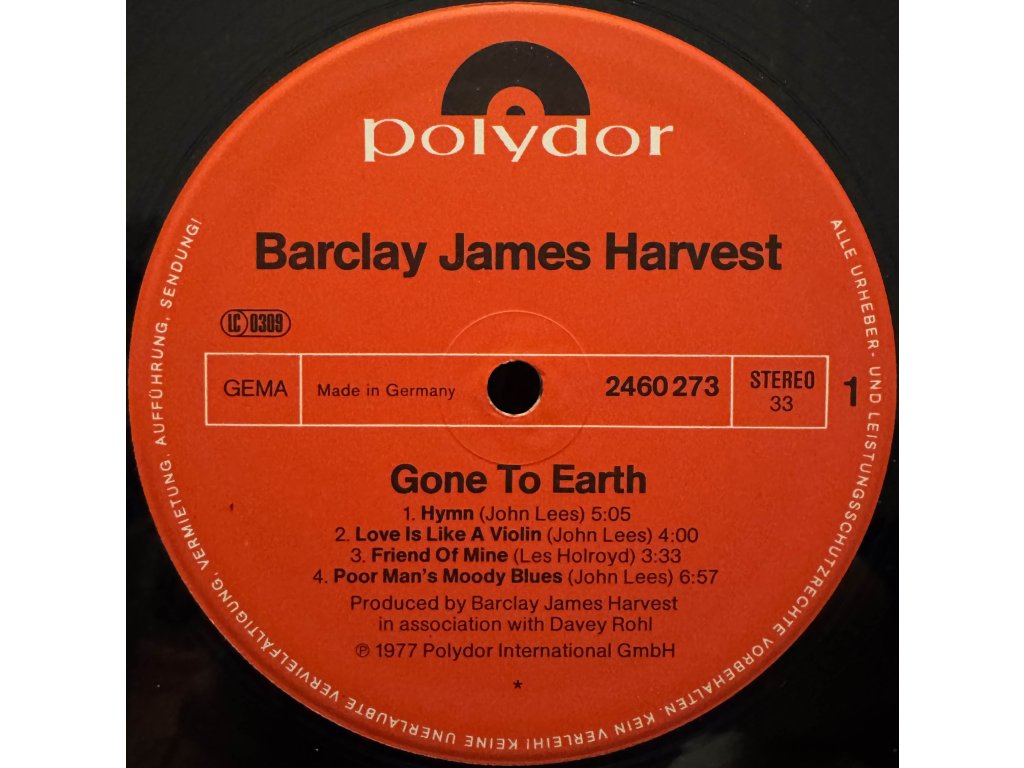 polydor
Barclay James Harvest
LC 0309
GEMA
Made in Germany
2460 273
STEREO
33
1
Gone To Earth
1. Hymn (John Lees) 5:05
2. Love Is Like A Violin (John Lees) 4:00
3. Friend Of Mine (Les Holroyd) 3:33
4. Poor Man's Moody Blues (John Lees) 6:57
Produced by Barclay James Harvest
in association with Davey Rohl
℗ 1977 Polydor International GmbH
*
ALLE URHEBER- UND LEISTUNGSSCHUTZRECHTE VORBEHALTEN. KEIN VERLEIH! KEINE UNERLAUBTE VERVIELFÄLTIGUNG, VERMIETUNG, AUFFÜHRUNG, SENDUNG!